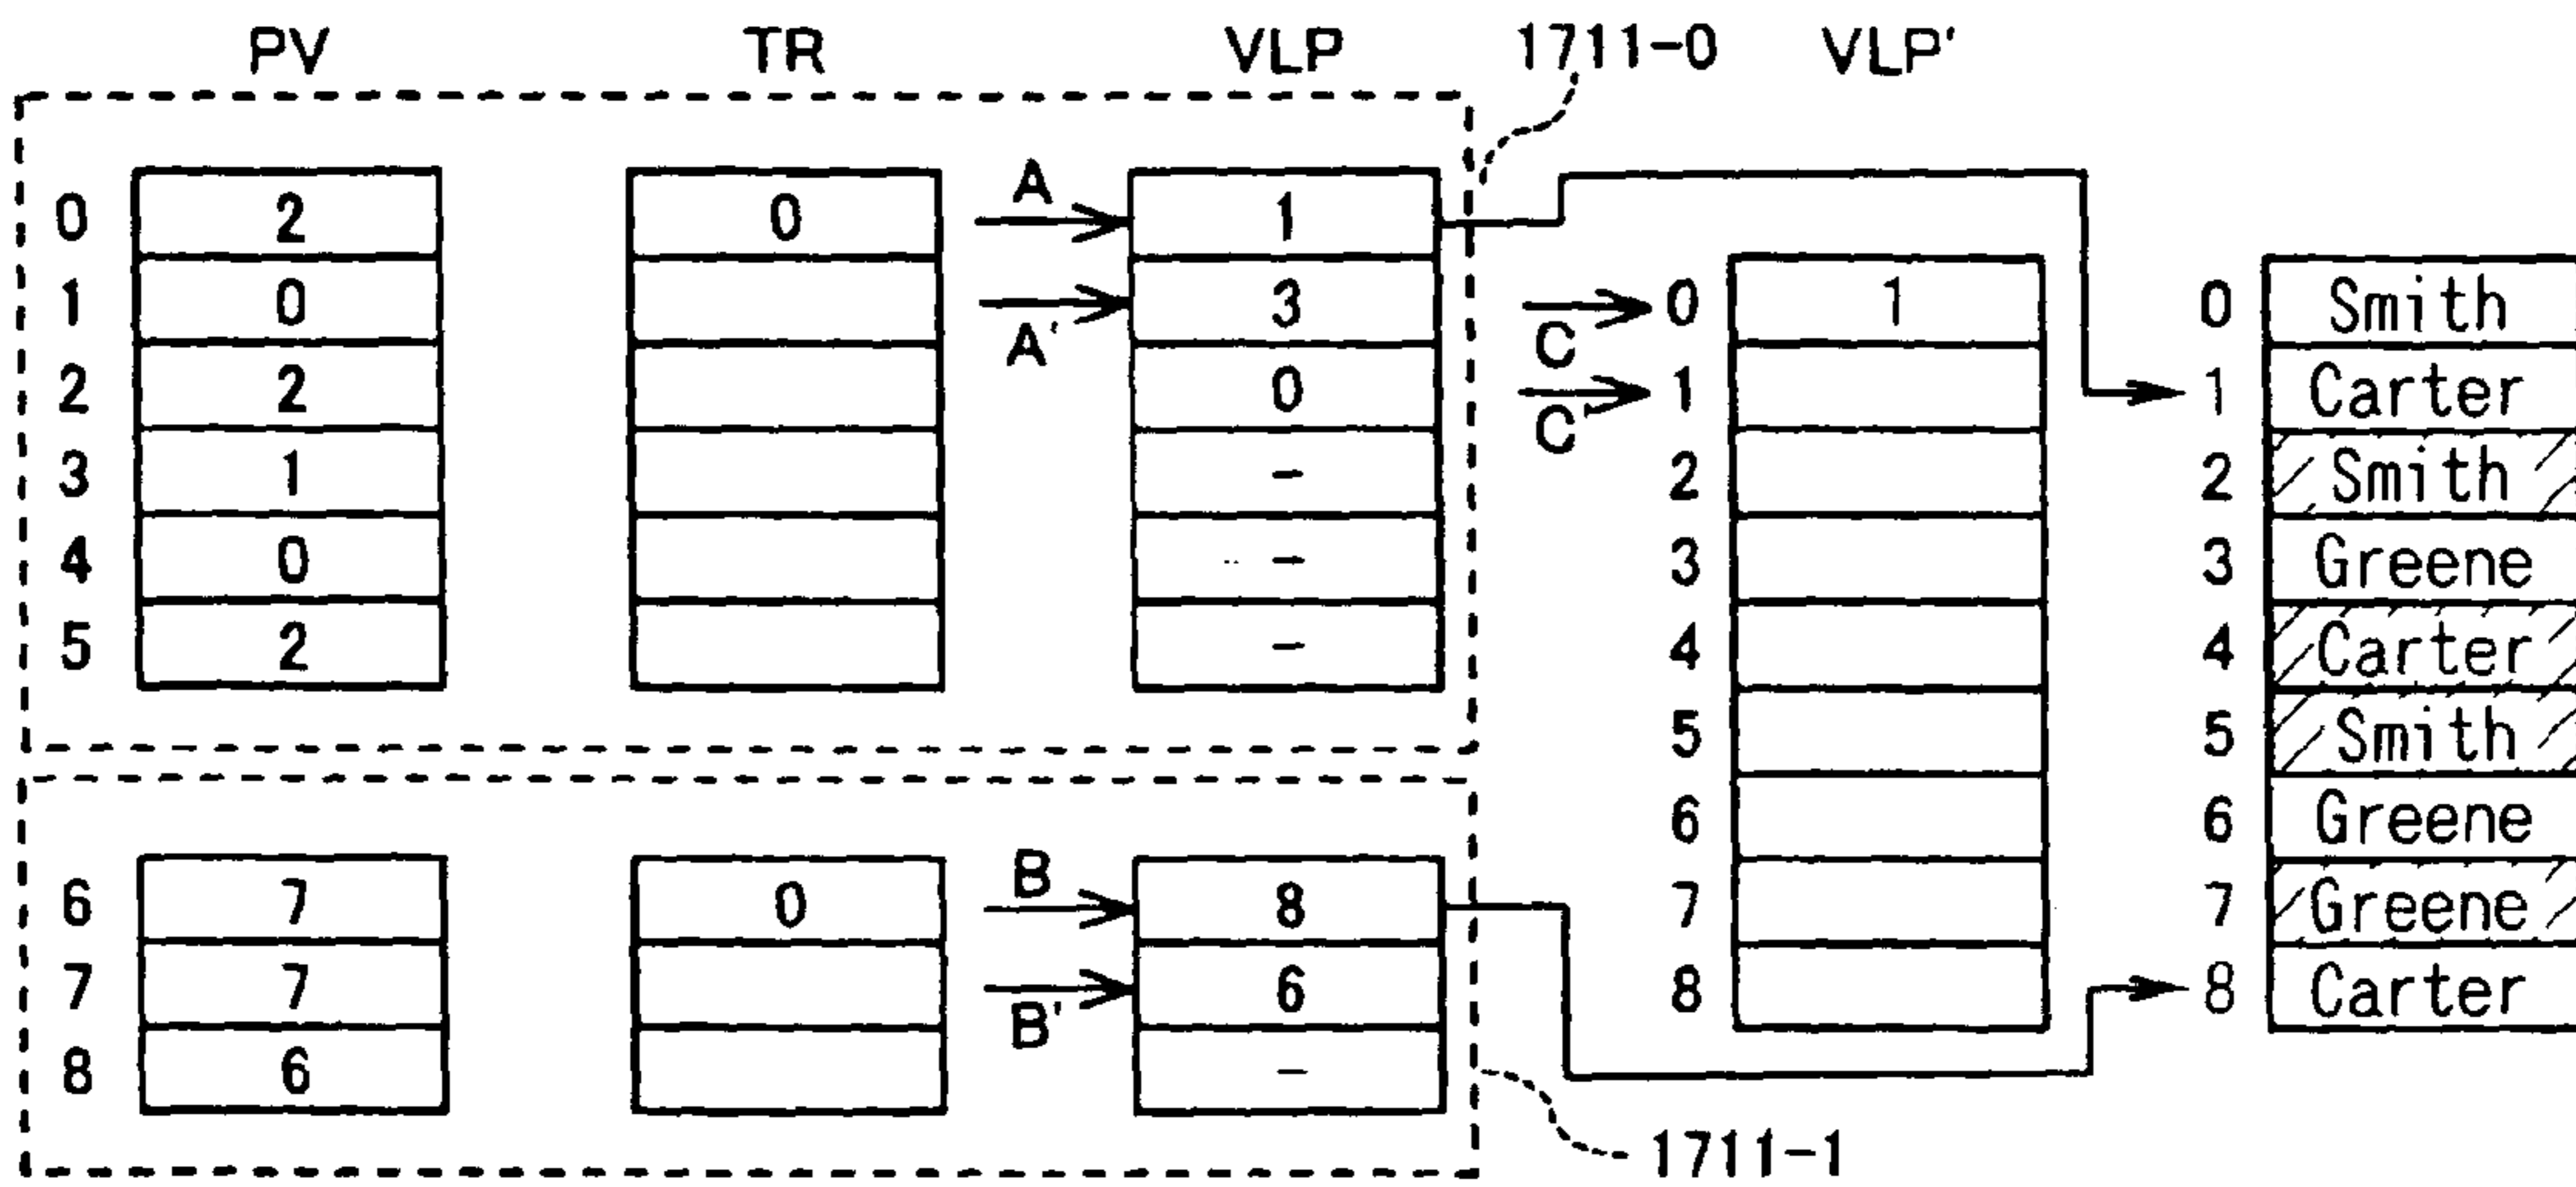 PV TR VLP 1711-0 VLP'
0 2 0 A 1
1 0 A' 3 C 0 1 0 Smith
2 2 0 C' 1 1 Carter
3 1 - 2 2 Smith
4 0 - 3 3 Greene
5 2 - 4 4 Carter
5 5 Smith
6 6 Greene
6 7 0 B 8 7 7 Greene
7 7 B' 6 8 8 Carter
8 6 -
1711-1